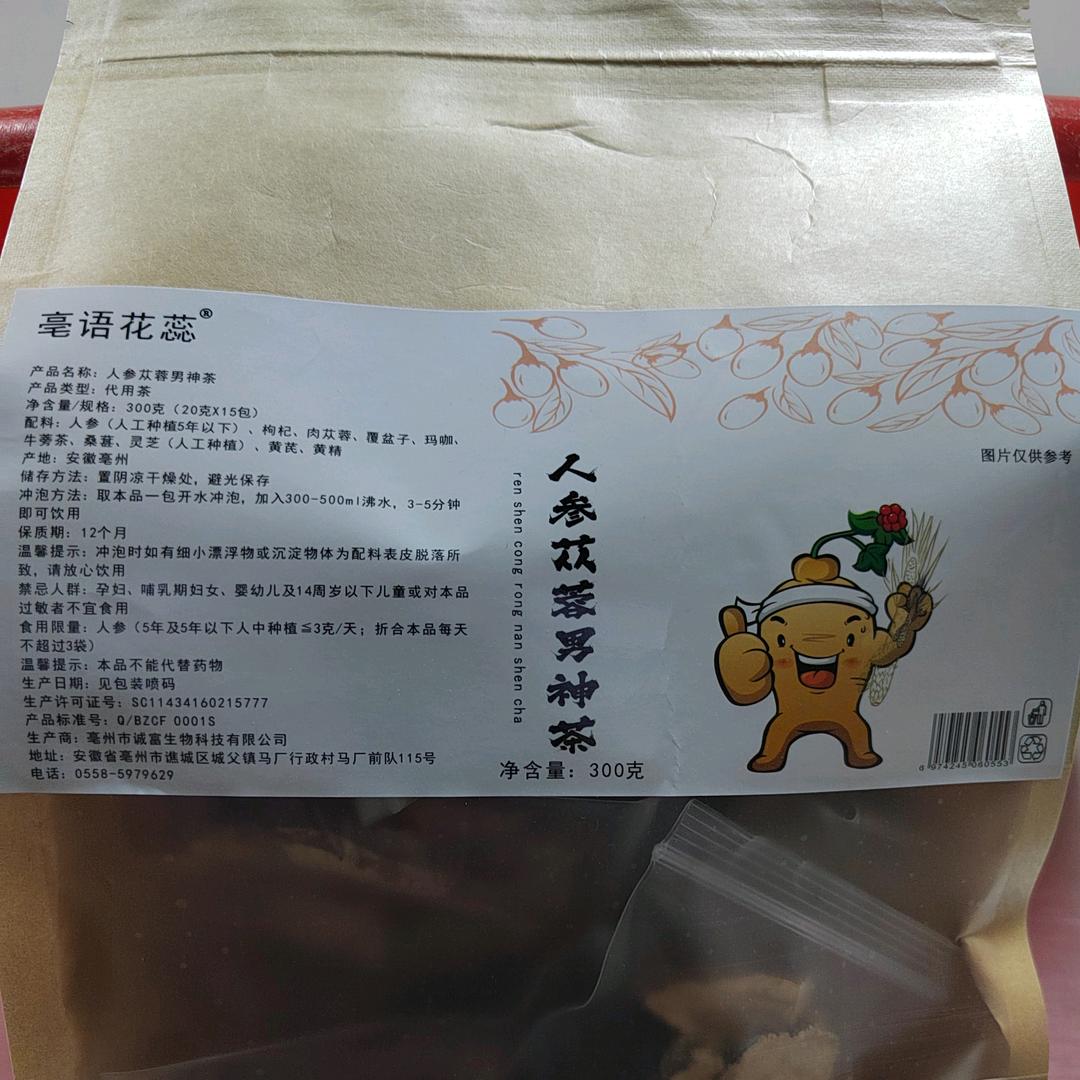 亳语花蕊®
产品名称：人参苁蓉男神茶
产品类型：代用茶
净含量/规格：300克（20克X15包）
配料：人参（人工种植5年以下）、枸杞、肉苁蓉、覆盆子、玛咖、
牛蒡茶、桑葚、灵芝（人工种植）、黄芪、黄精
产地：安徽亳州
储存方法：置阴凉干燥处，避光保存
冲泡方法：取本品一包开水冲泡，加入300-500ml沸水，3-5分钟
即可饮用
保质期：12个月
温馨提示：冲泡时如有细小漂浮物或沉淀物体为配料表皮脱落所
致，请放心饮用
禁忌人群：孕妇、哺乳期妇女、婴幼儿及14周岁以下儿童或对本品
过敏者不宜食用
食用限量：人参（5年及5年以下人中种植≦3克/天；折合本品每天
不超过3袋）
温馨提示：本品不能代替药物
生产日期：见包装喷码
生产许可证号：SC11434160215777
产品标准号：Q/BZCF 0001S
生产商：亳州市诚富生物科技有限公司
地址：安徽省亳州市谯城区城父镇马厂行政村马厂前队115号
电话：0558-5979629
人参苁蓉男神茶
ren shen cong rong nan shen cha
净含量：300克
图片仅供参考
6 974245 060553